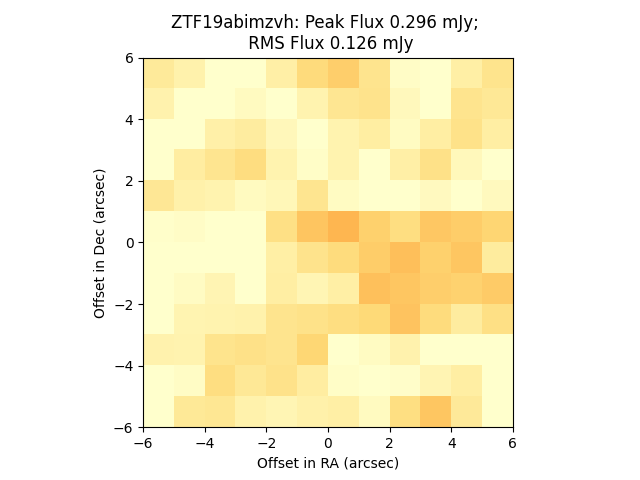 ZTF19abimzvh: Peak Flux 0.296 mJy;
RMS Flux 0.126 mJy
6
4
2
0
−2
−4
−6
Offset in Dec (arcsec)
−6 −4 −2 0 2 4 6
Offset in RA (arcsec)